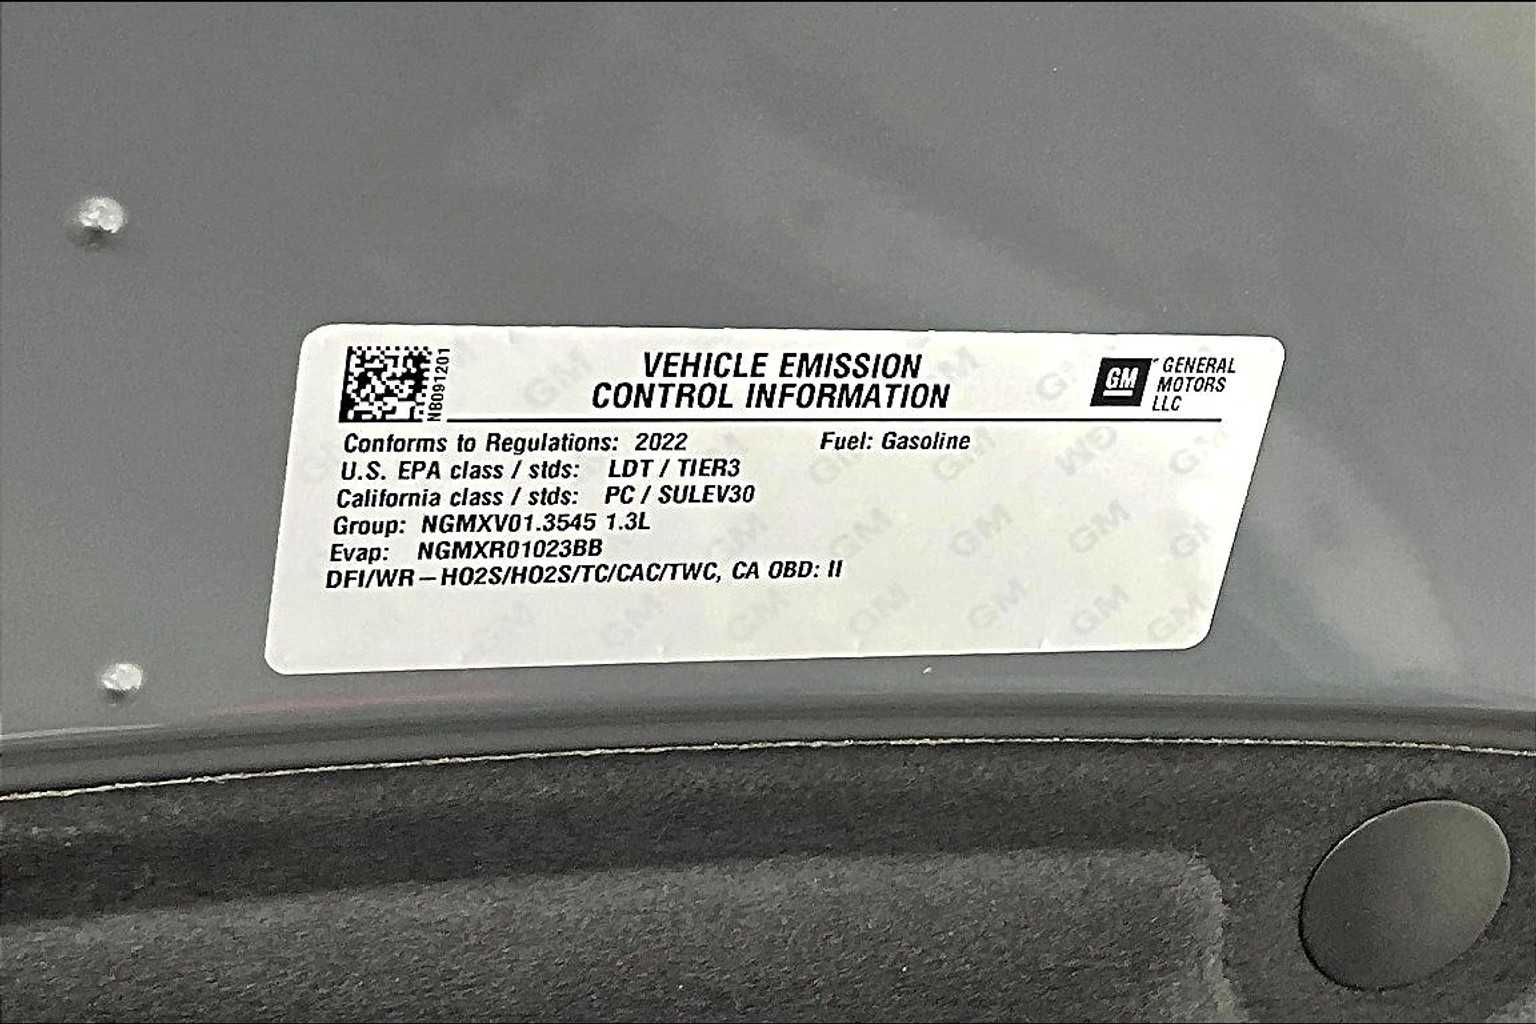 NB091201
VEHICLE EMISSION
CONTROL INFORMATION
GM GENERAL
MOTORS
LLC
Conforms to Regulations: 2022 Fuel: Gasoline
U.S. EPA class / stds: LDT / TIER3
California class / stds: PC / SULEV30
Group: NGMXV01.3545 1.3L
Evap: NGMXR01023BB
DFI/WR–HO2S/HO2S/TC/CAC/TWC, CA OBD: II